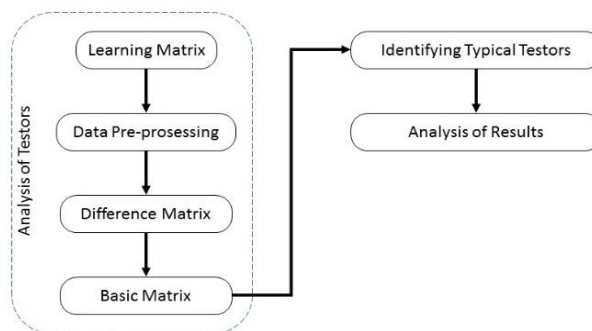 Analysis of Testors
Learning Matrix
Data Pre-prosessing
Difference Matrix
Basic Matrix
Identifying Typical Testors
Analysis of Results